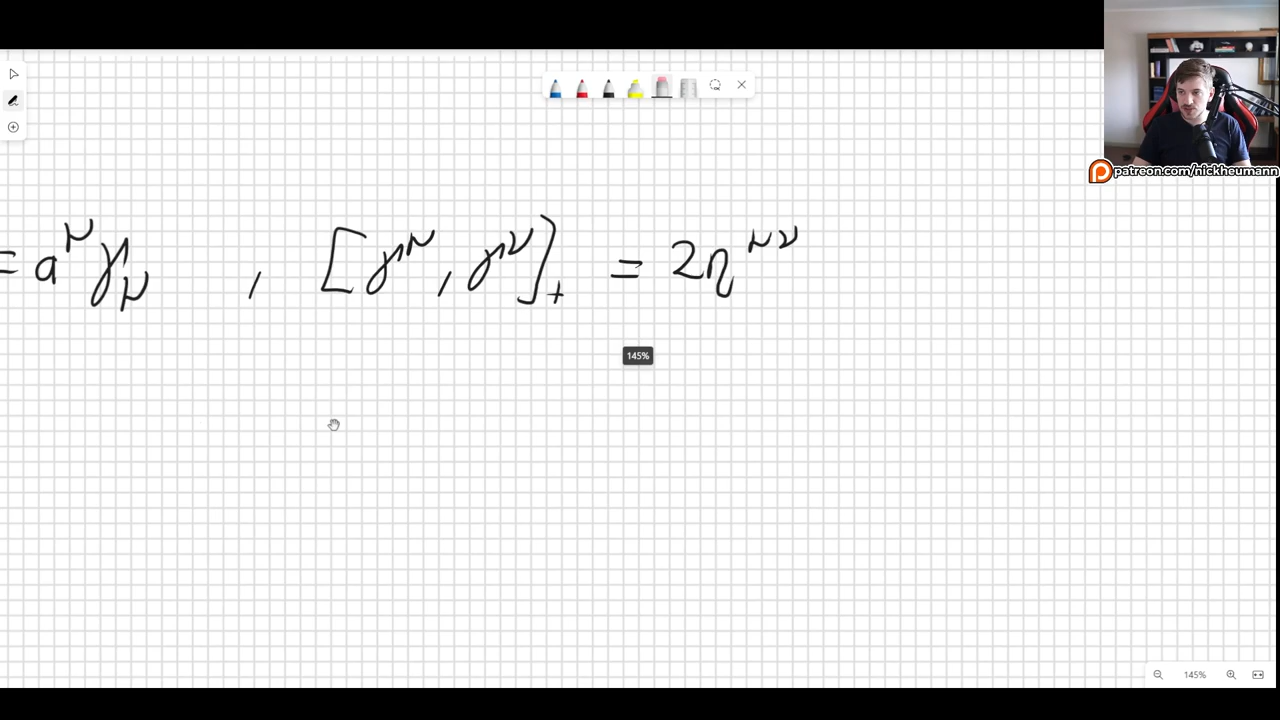 patreon.com/nickheumann
= a^μ γ_μ , [γ^μ, γ^ν]_+ = 2η^{μν}
145%
145%